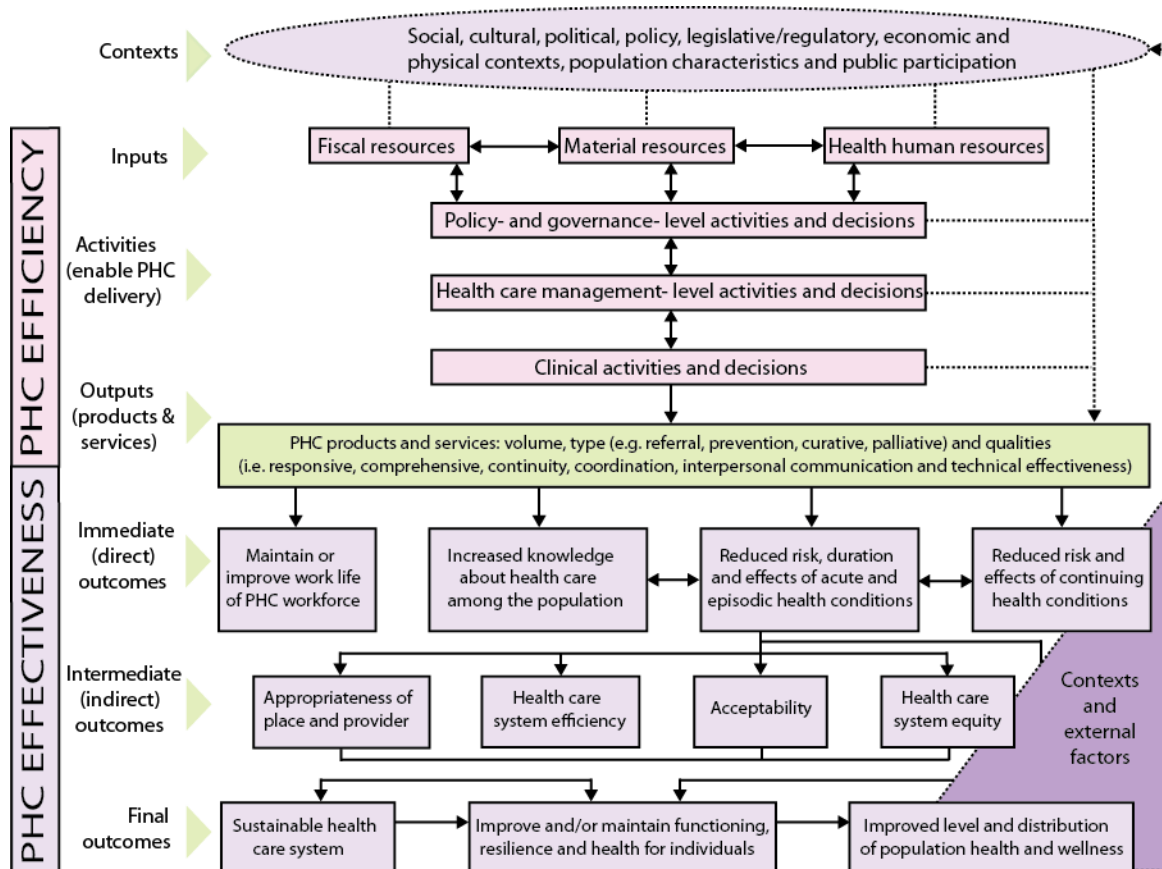 Contexts
Social, cultural, political, policy, legislative/regulatory, economic and
physical contexts, population characteristics and public participation
PHC EFFICIENCY
Inputs
Fiscal resources
Material resources
Health human resources
Activities
(enable PHC
delivery)
Policy- and governance- level activities and decisions
Health care management- level activities and decisions
Clinical activities and decisions
Outputs
(products &
services)
PHC products and services: volume, type (e.g. referral, prevention, curative, palliative) and qualities
(i.e. responsive, comprehensive, continuity, coordination, interpersonal communication and technical effectiveness)
PHC EFFECTIVENESS
Immediate
(direct)
outcomes
Maintain or
improve work life
of PHC workforce
Increased knowledge
about health care
among the population
Reduced risk, duration
and effects of acute and
episodic health conditions
Reduced risk and
effects of continuing
health conditions
Intermediate
(indirect)
outcomes
Appropriateness of
place and provider
Health care
system efficiency
Acceptability
Health care
system equity
Contexts
and
external
factors
Final
outcomes
Sustainable health
care system
Improve and/or maintain functioning,
resilience and health for individuals
Improved level and distribution
of population health and wellness